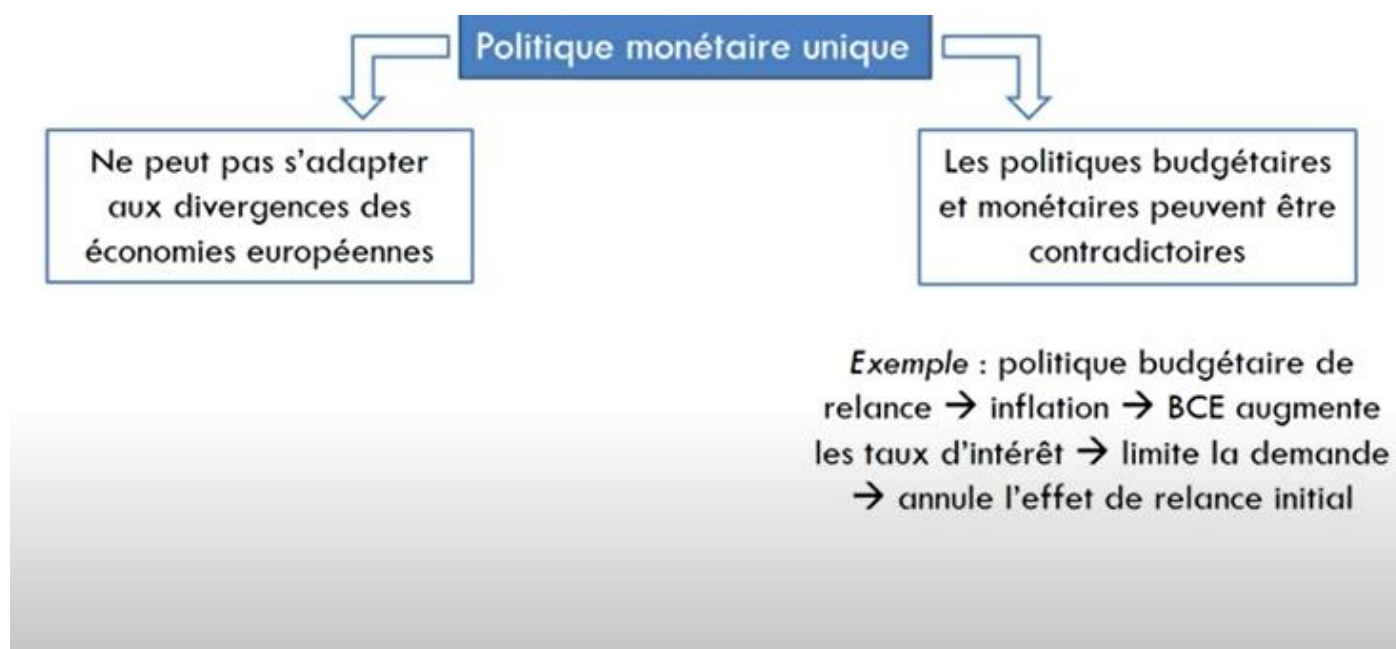 Politique monétaire unique
Ne peut pas s'adapter
aux divergences des
économies européennes
Les politiques budgétaires
et monétaires peuvent être
contradictoires
Exemple : politique budgétaire de
relance → inflation → BCE augmente
les taux d'intérêt → limite la demande
→ annule l'effet de relance initial